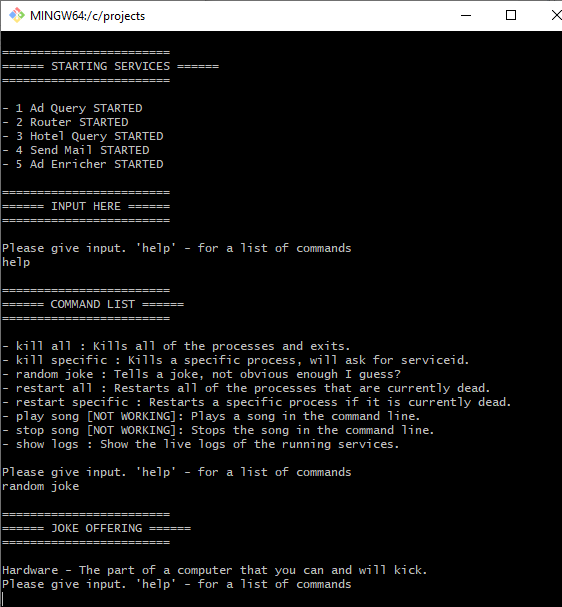 MINGW64:/c/projects
========================
====== STARTING SERVICES ======
========================
- 1 Ad Query STARTED
- 2 Router STARTED
- 3 Hotel Query STARTED
- 4 Send Mail STARTED
- 5 Ad Enricher STARTED
========================
====== INPUT HERE ======
========================
Please give input. 'help' - for a list of commands
help
========================
====== COMMAND LIST ======
========================
- kill all : Kills all of the processes and exits.
- kill specific : Kills a specific process, will ask for serviceid.
- random joke : Tells a joke, not obvious enough I guess?
- restart all : Restarts all of the processes that are currently dead.
- restart specific : Restarts a specific process if it is currently dead.
- play song [NOT WORKING]: Plays a song in the command line.
- stop song [NOT WORKING]: Stops the song in the command line.
- show logs : Show the live logs of the running services.
Please give input. 'help' - for a list of commands
random joke
========================
====== JOKE OFFERING ======
========================
Hardware - The part of a computer that you can and will kick.
Please give input. 'help' - for a list of commands